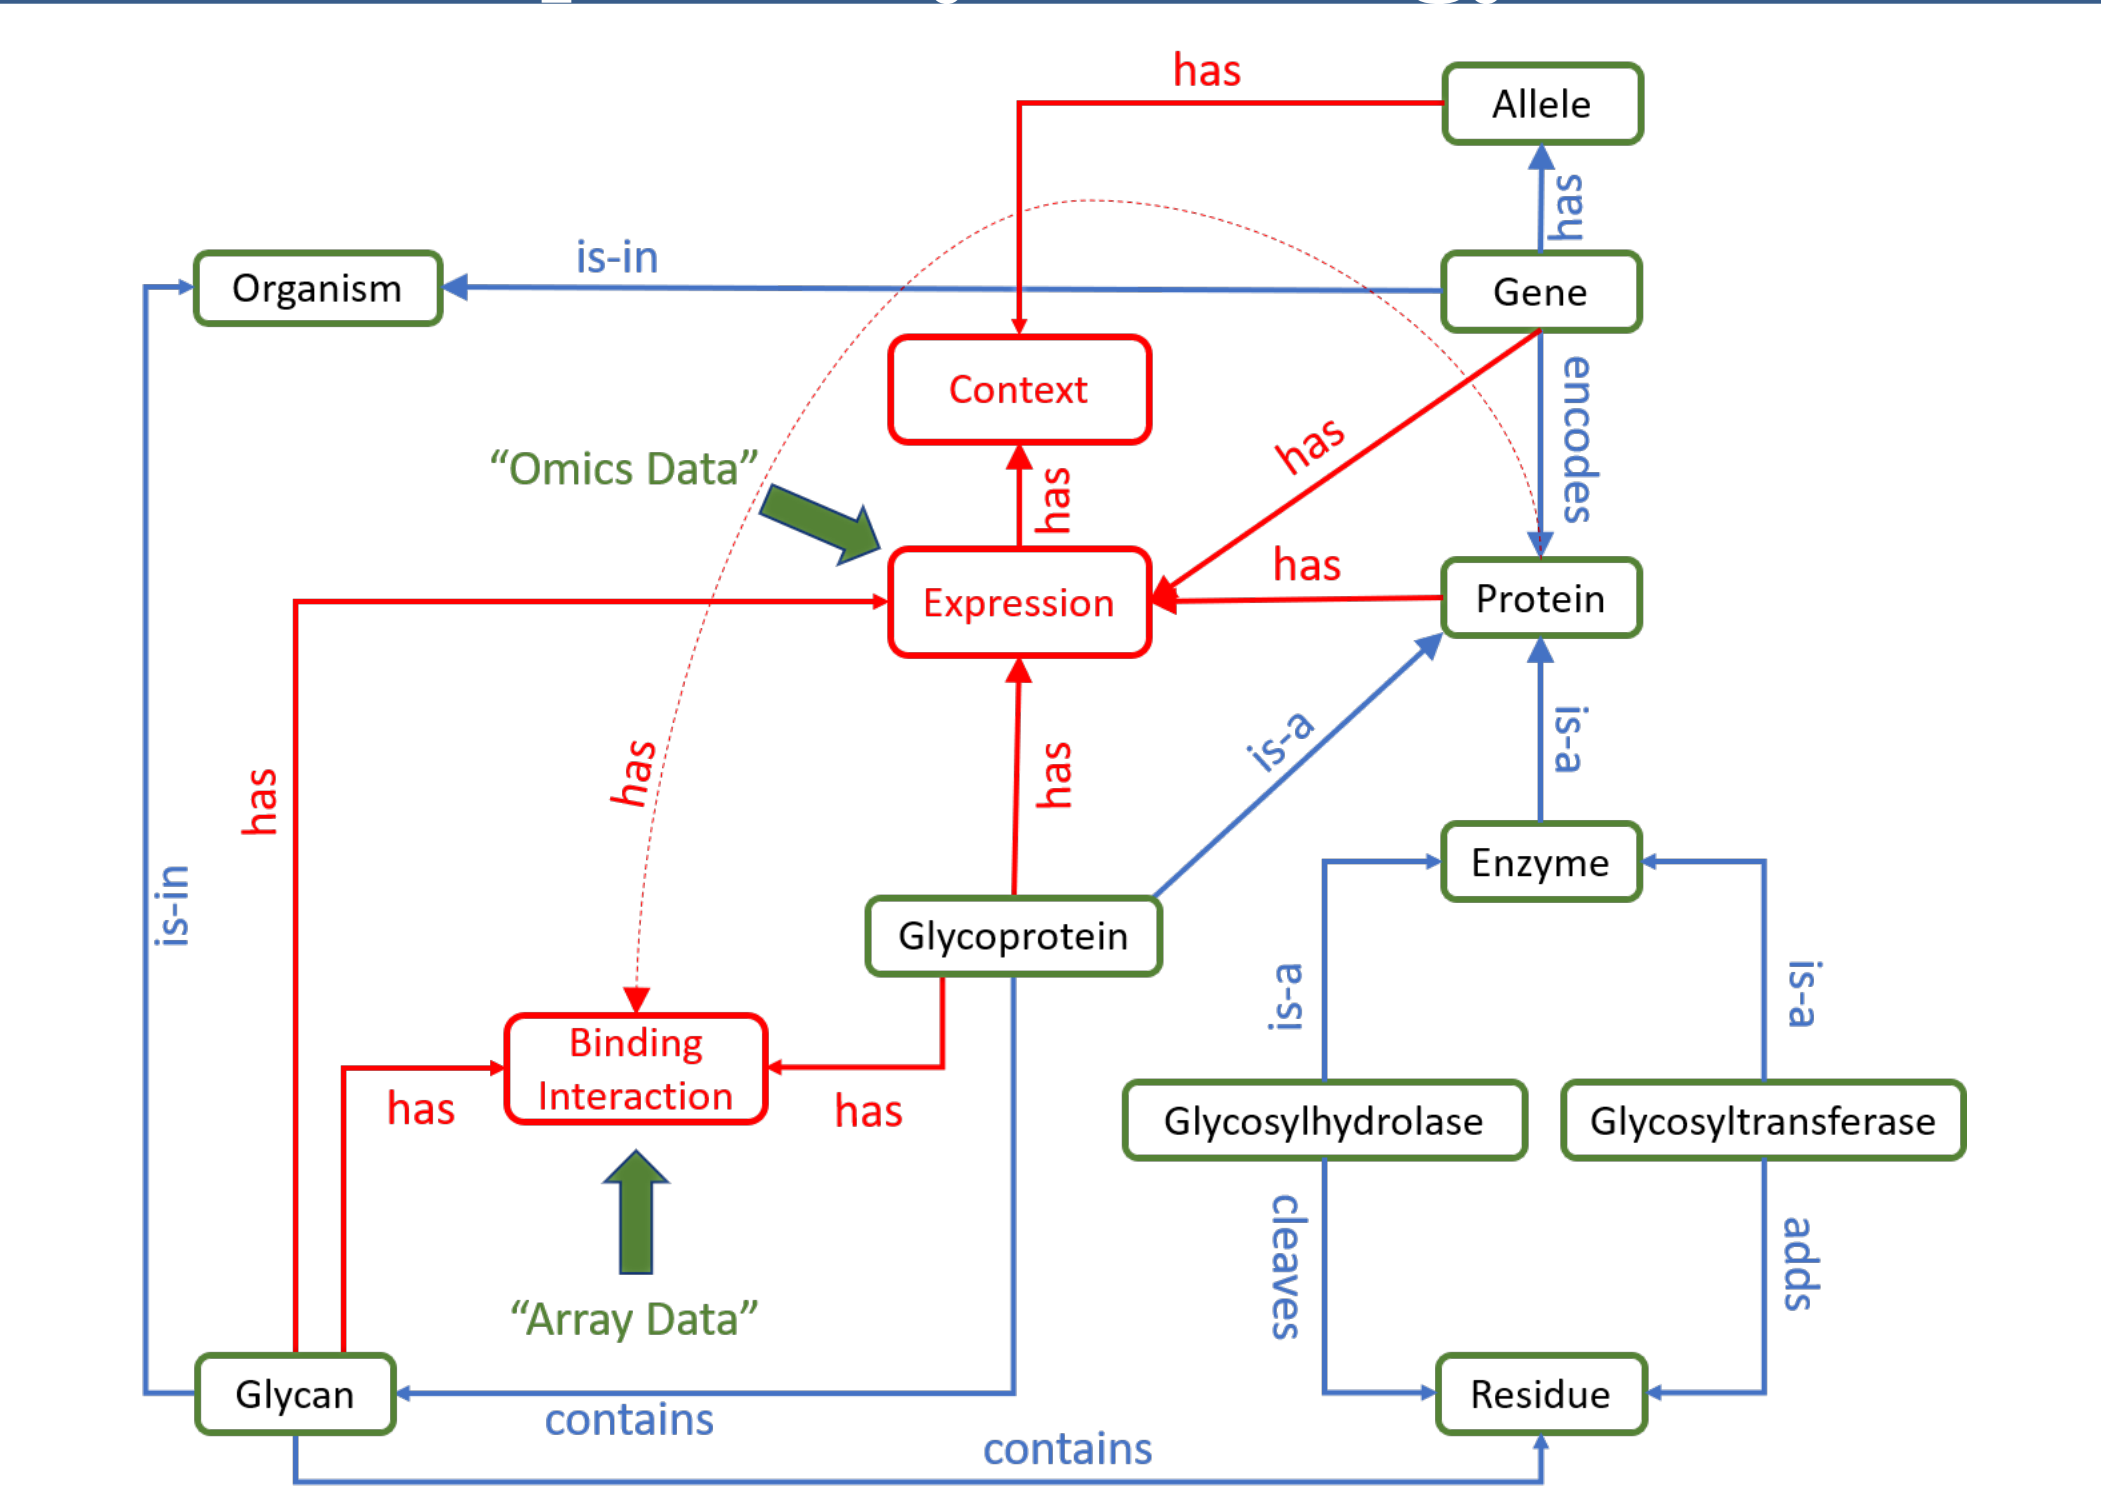 has
Allele
has
is-in
Organism
Gene
Context
encodes
has
"Omics Data"
has
has
Expression
Protein
has
is-a
is-a
has
has
Enzyme
is-in
Glycoprotein
is-a
is-a
Binding
Interaction
has
has
Glycosylhydrolase
Glycosyltransferase
cleaves
adds
"Array Data"
Glycan
Residue
contains
contains